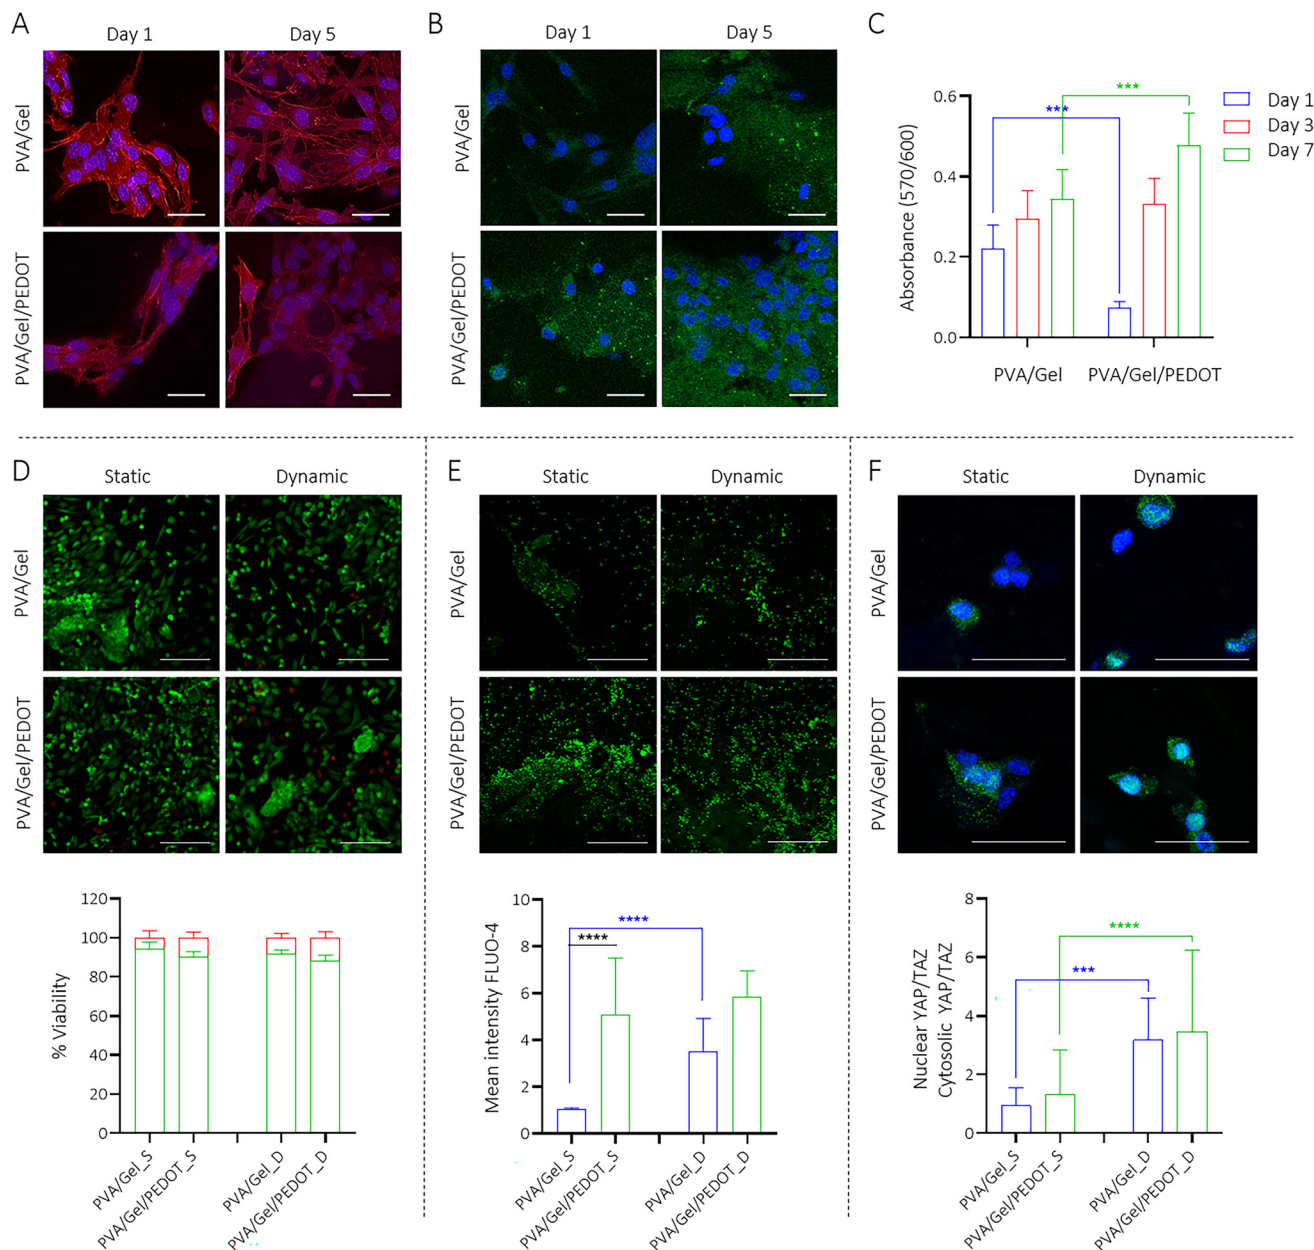 A
Day 1
Day 5
PVA/Gel
PVA/Gel/PEDOT
B
Day 1
Day 5
PVA/Gel
PVA/Gel/PEDOT
C
***
***
Day 1
Day 3
Day 7
Absorbance (570/600)
0.6
0.4
0.2
0.0
PVA/Gel
PVA/Gel/PEDOT
D
Static
Dynamic
PVA/Gel
PVA/Gel/PEDOT
% Viability
120
100
80
60
40
20
0
PVA/Gel_S
PVA/Gel/PEDOT_S
PVA/Gel_D
PVA/Gel/PEDOT_D
E
Static
Dynamic
PVA/Gel
PVA/Gel/PEDOT
Mean intensity FLUO-4
10
8
6
4
2
0
****
****
PVA/Gel_S
PVA/Gel/PEDOT_S
PVA/Gel_D
PVA/Gel/PEDOT_D
F
Static
Dynamic
PVA/Gel
PVA/Gel/PEDOT
Nuclear YAP/TAZ
Cytosolic YAP/TAZ
8
6
4
2
0
***
****
PVA/Gel_S
PVA/Gel/PEDOT_S
PVA/Gel_D
PVA/Gel/PEDOT_D